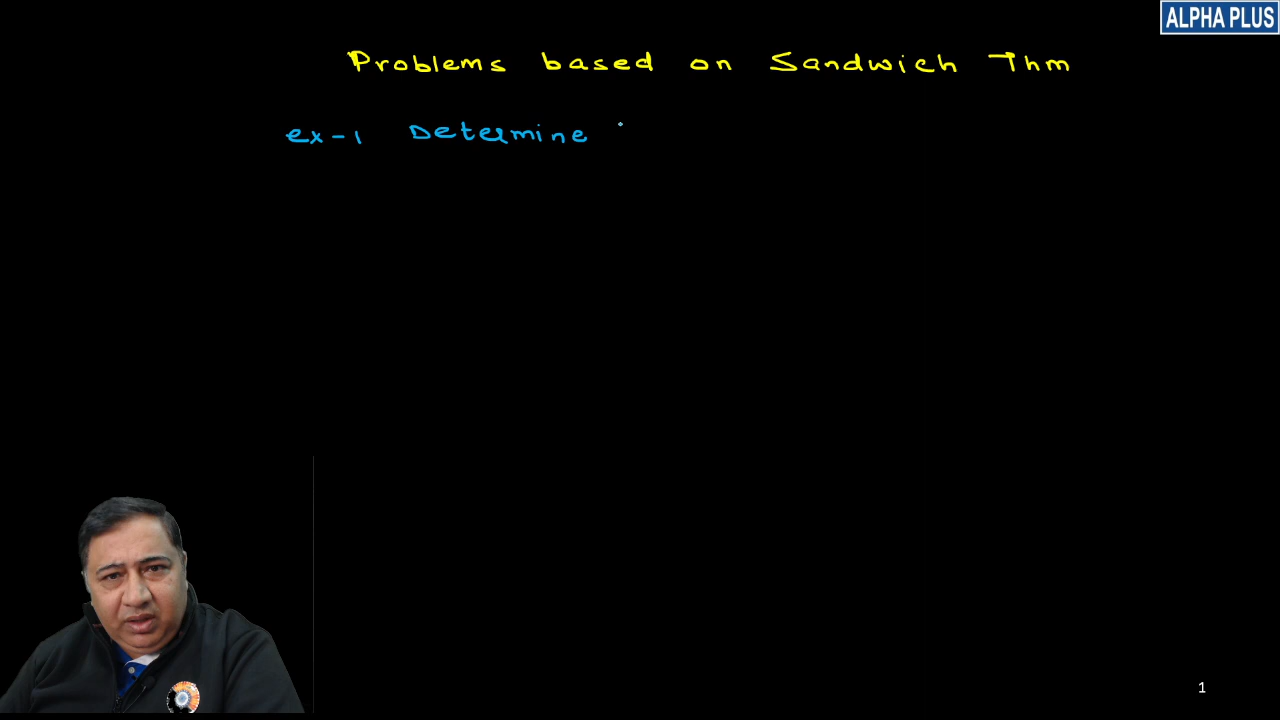 ALPHA PLUS
Problems based on Sandwich Thm
ex-1 Determine
1